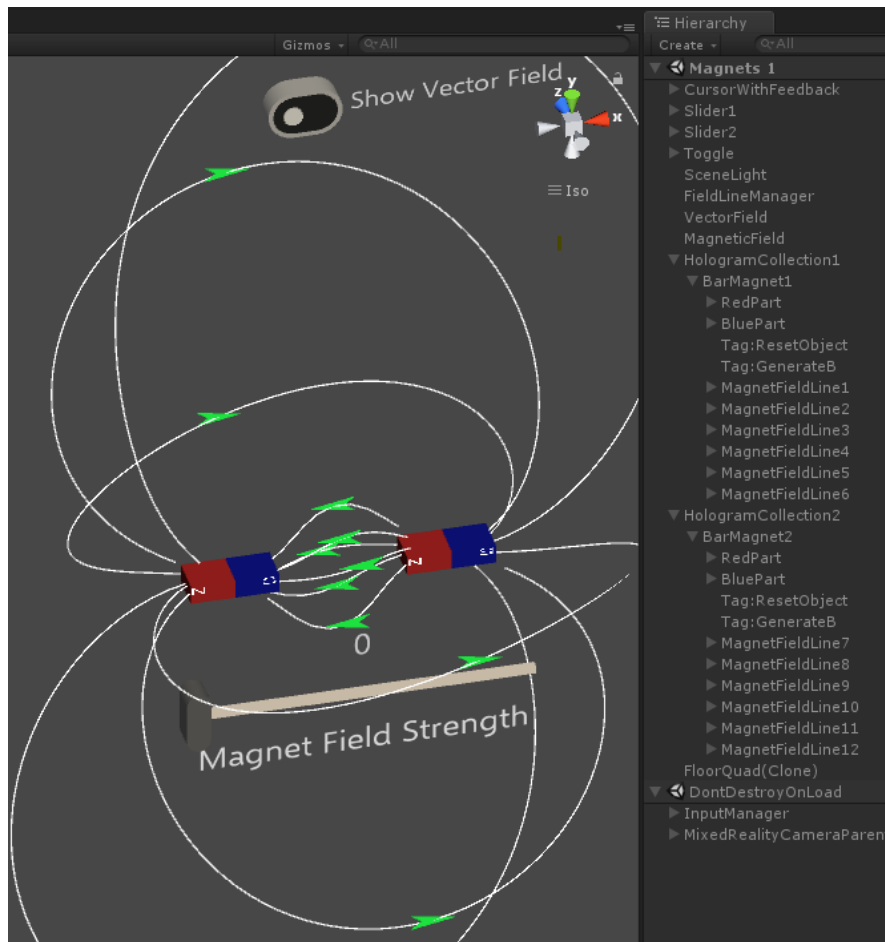 Hierarchy
Gizmos
All
Create
All
Show Vector Field
y
z
x
Iso
N
S
N
S
0
Magnet Field Strength
Magnets 1
CursorWithFeedback
Slider1
Slider2
Toggle
SceneLight
FieldLineManager
VectorField
MagneticField
HologramCollection1
BarMagnet1
RedPart
BluePart
Tag:ResetObject
Tag:GenerateB
MagnetFieldLine1
MagnetFieldLine2
MagnetFieldLine3
MagnetFieldLine4
MagnetFieldLine5
MagnetFieldLine6
HologramCollection2
BarMagnet2
RedPart
BluePart
Tag:ResetObject
Tag:GenerateB
MagnetFieldLine7
MagnetFieldLine8
MagnetFieldLine9
MagnetFieldLine10
MagnetFieldLine11
MagnetFieldLine12
FloorQuad(Clone)
DontDestroyOnLoad
InputManager
MixedRealityCameraParen